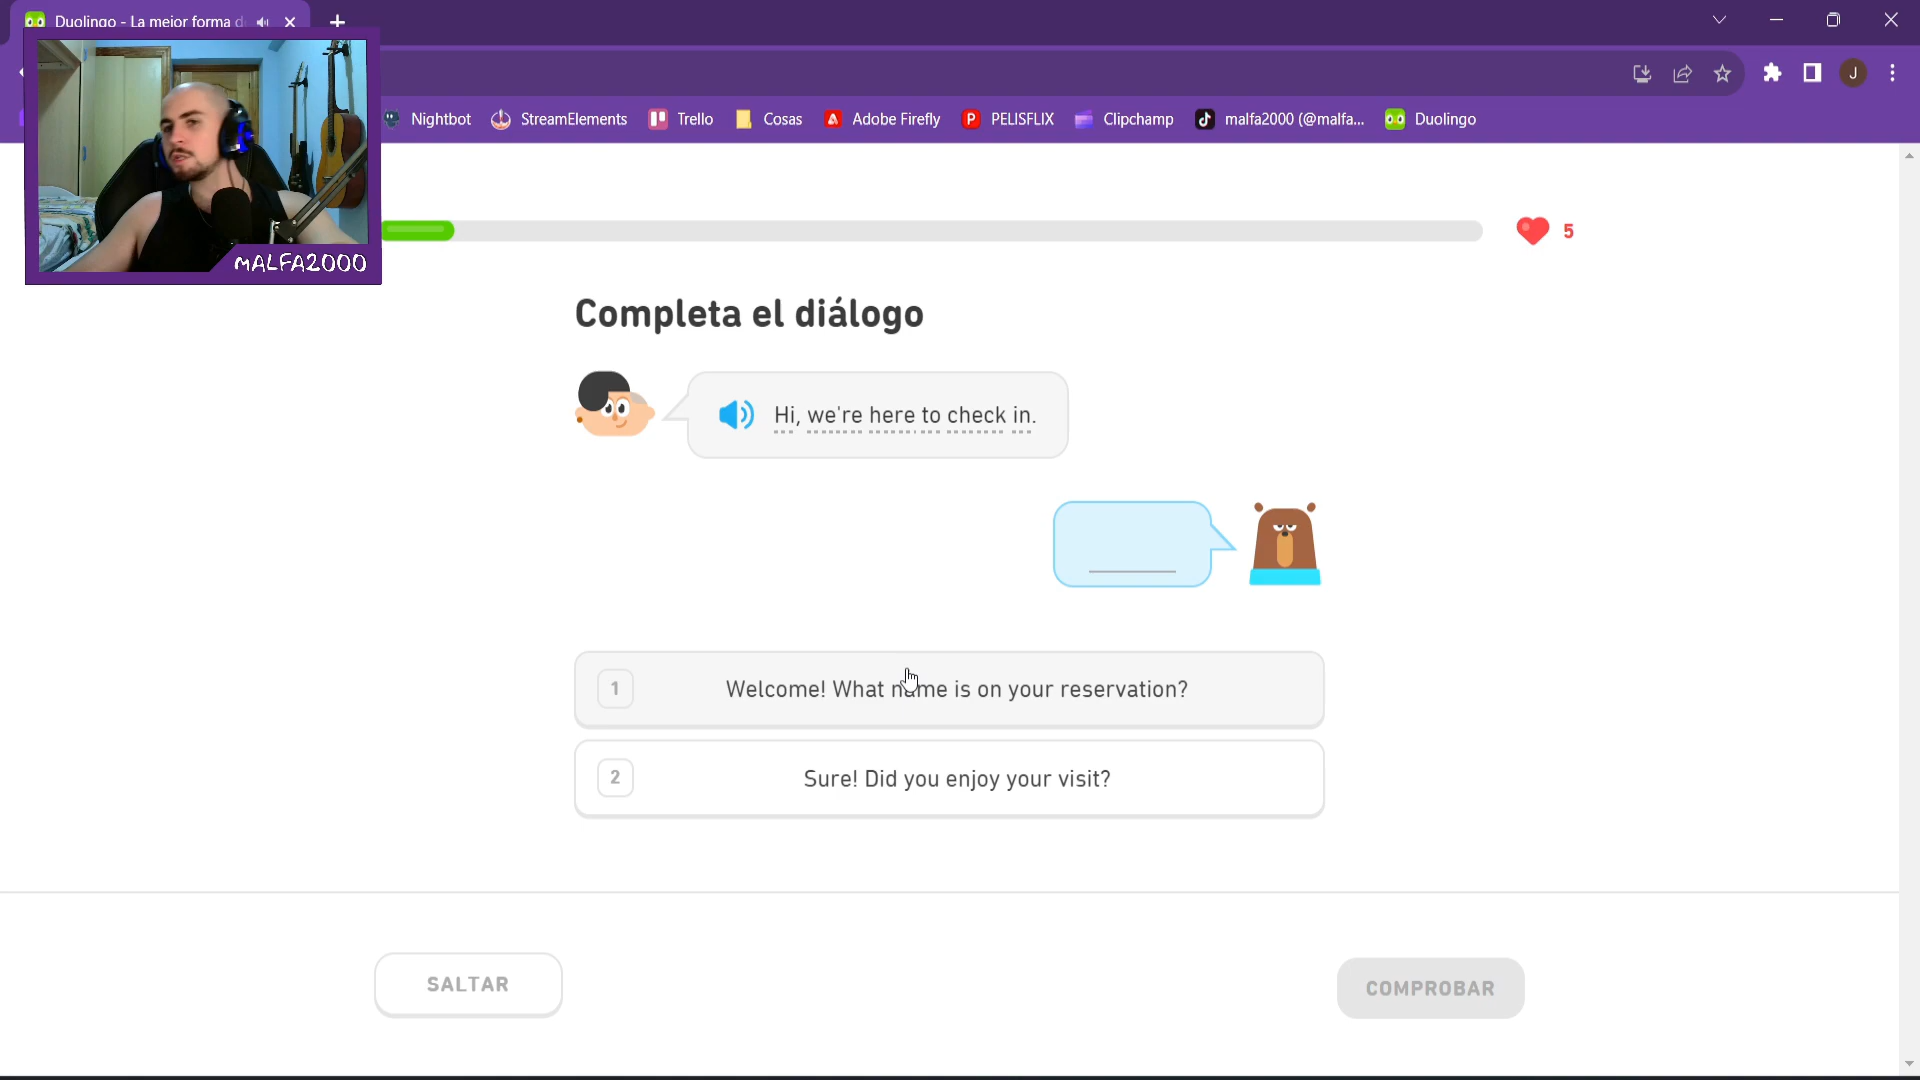 Duolingo - La mejor forma d
Nightbot
StreamElements
Trello
Cosas
Adobe Firefly
PELISFLIX
Clipchamp
malfa2000 (@malfa...
Duolingo
J
MALFA2000
5
Completa el diálogo
Hi, we're here to check in.
1 Welcome! What name is on your reservation?
2 Sure! Did you enjoy your visit?
SALTAR
COMPROBAR